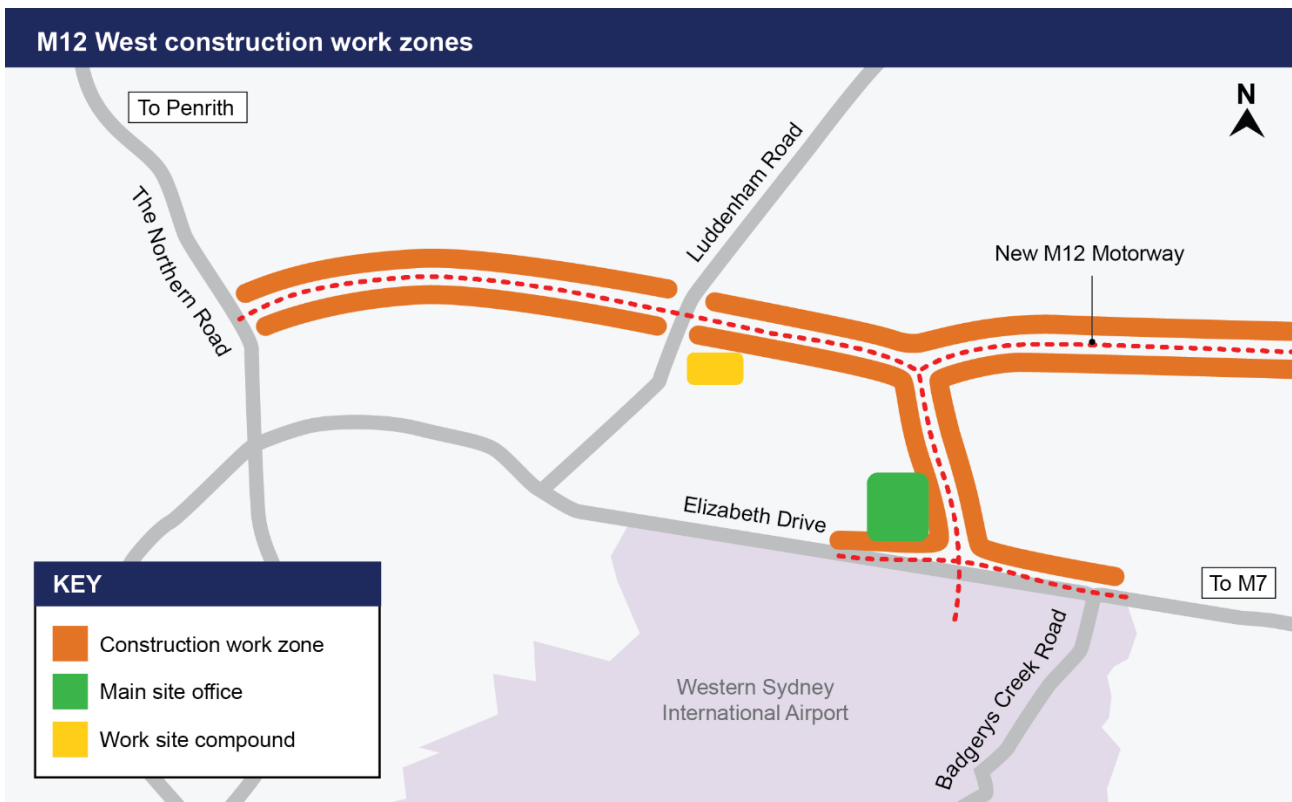 M12 West construction work zones
To Penrith
N
The Northern Road
Luddenham Road
New M12 Motorway
Elizabeth Drive
To M7
Badgerys Creek Road
Western Sydney
International Airport
KEY
Construction work zone
Main site office
Work site compound